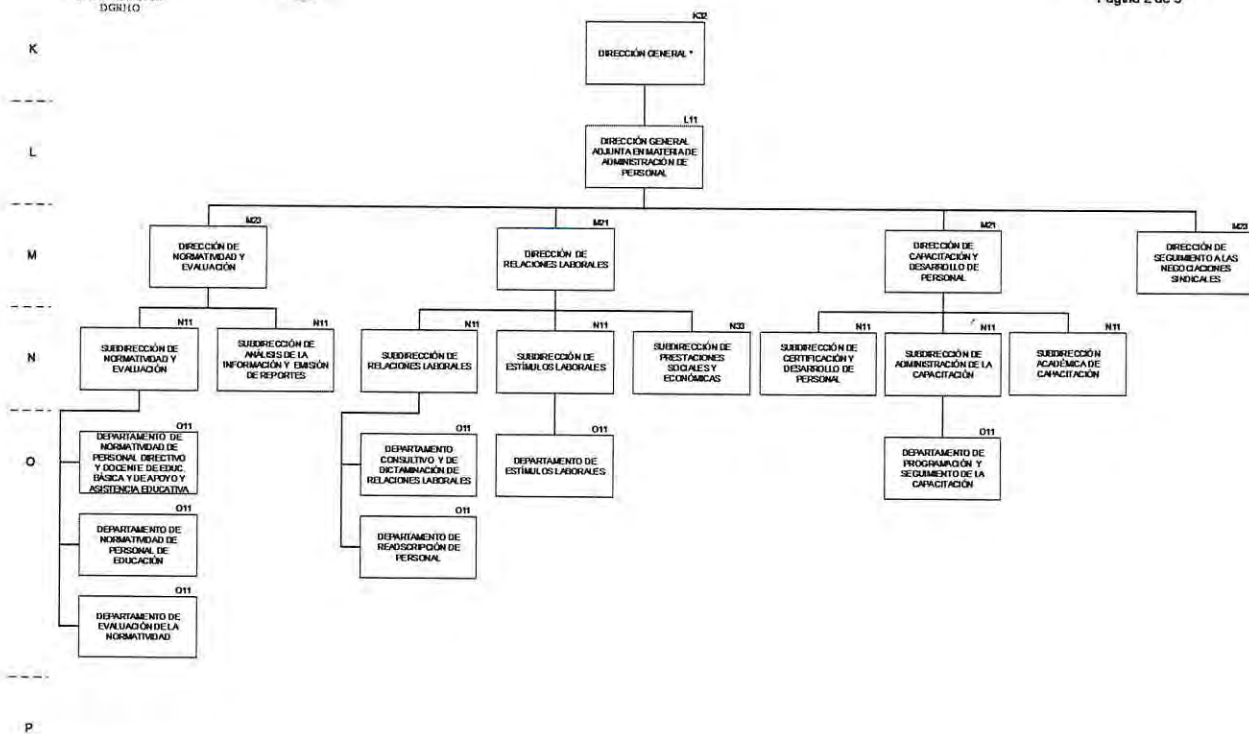 DGRHO
Página 2 de 5
K
K32
DIRECCIÓN GENERAL *
L
L11
DIRECCIÓN GENERAL
ADJUNTA EN MATERIA DE
ADMINISTRACIÓN DE
PERSONAL
M
M23
DIRECCIÓN DE
NORMATIVIDAD Y
EVALUACIÓN
M21
DIRECCIÓN DE
RELACIONES LABORALES
M21
DIRECCIÓN DE
CAPACITACIÓN Y
DESARROLLO DE
PERSONAL
M23
DIRECCIÓN DE
SEGUIMIENTO A LAS
NEGOCIACIONES
SINDICALES
N
N11
SUBDIRECCIÓN DE
NORMATIVIDAD Y
EVALUACIÓN
N11
SUBDIRECCIÓN DE
ANÁLISIS DE LA
INFORMACIÓN Y EMISIÓN
DE REPORTES
N11
SUBDIRECCIÓN DE
RELACIONES LABORALES
N11
SUBDIRECCIÓN DE
ESTÍMULOS LABORALES
N33
SUBDIRECCIÓN DE
PRESTACIONES
SOCIALES Y
ECONÓMICAS
N11
SUBDIRECCIÓN DE
CERTIFICACIÓN Y
DESARROLLO DE
PERSONAL
N11
SUBDIRECCIÓN DE
ADMINISTRACIÓN DE LA
CAPACITACIÓN
N11
SUBDIRECCIÓN
ACADÉMICA DE
CAPACITACIÓN
O
O11
DEPARTAMENTO DE
NORMATIVIDAD DE
PERSONAL DIRECTIVO
Y DOCENTE DE EDUC.
BÁSICA Y DE APOYO Y
ASISTENCIA EDUCATIVA
O11
DEPARTAMENTO
CONSULTIVO Y DE
DICTAMINACIÓN DE
RELACIONES LABORALES
O11
DEPARTAMENTO DE
ESTÍMULOS LABORALES
O11
DEPARTAMENTO DE
PROGRAMACIÓN Y
SEGUIMIENTO DE LA
CAPACITACIÓN
O11
DEPARTAMENTO DE
NORMATIVIDAD DE
PERSONAL DE
EDUCACIÓN
O11
DEPARTAMENTO DE
READSCRIPCIÓN DE
PERSONAL
O11
DEPARTAMENTO DE
EVALUACIÓN DE LA
NORMATIVIDAD
P